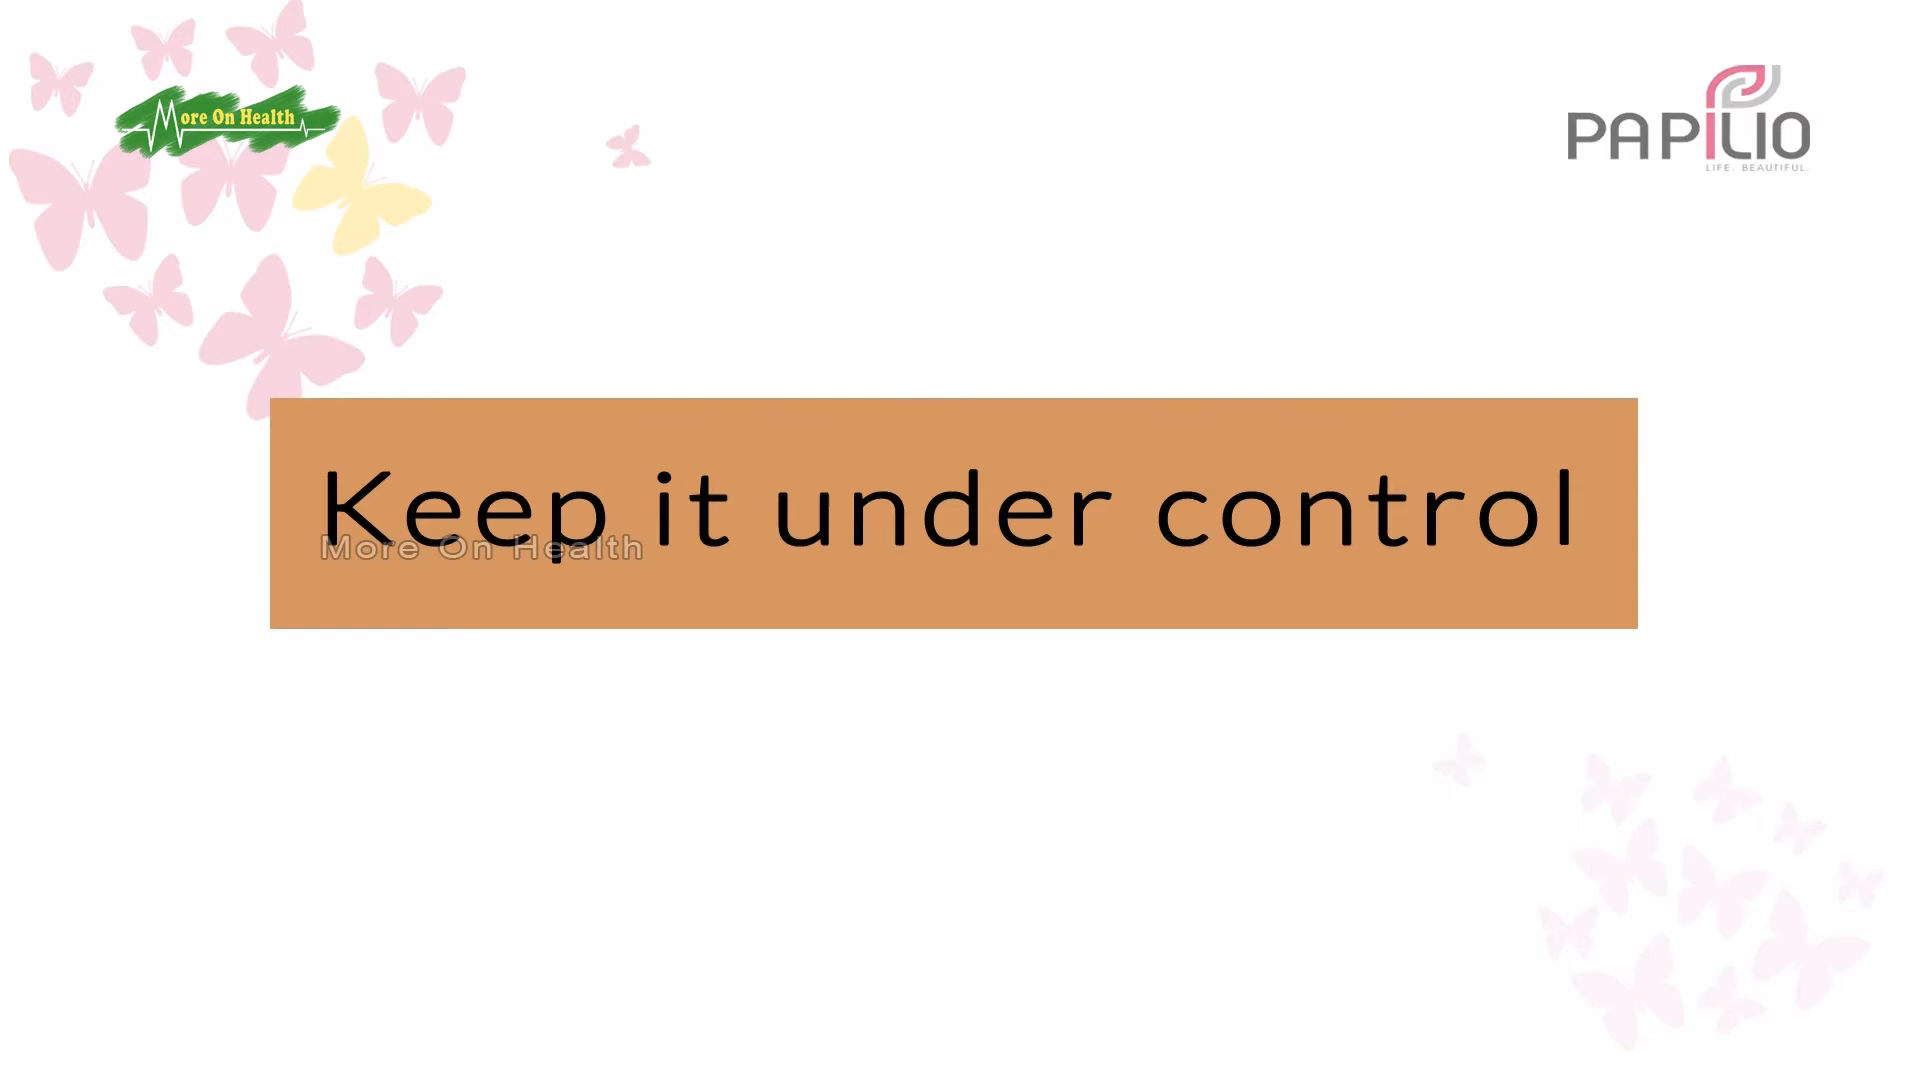 More On Health
PAPILIO
LIFE. BEAUTIFUL.
Keep it under control
More On Health